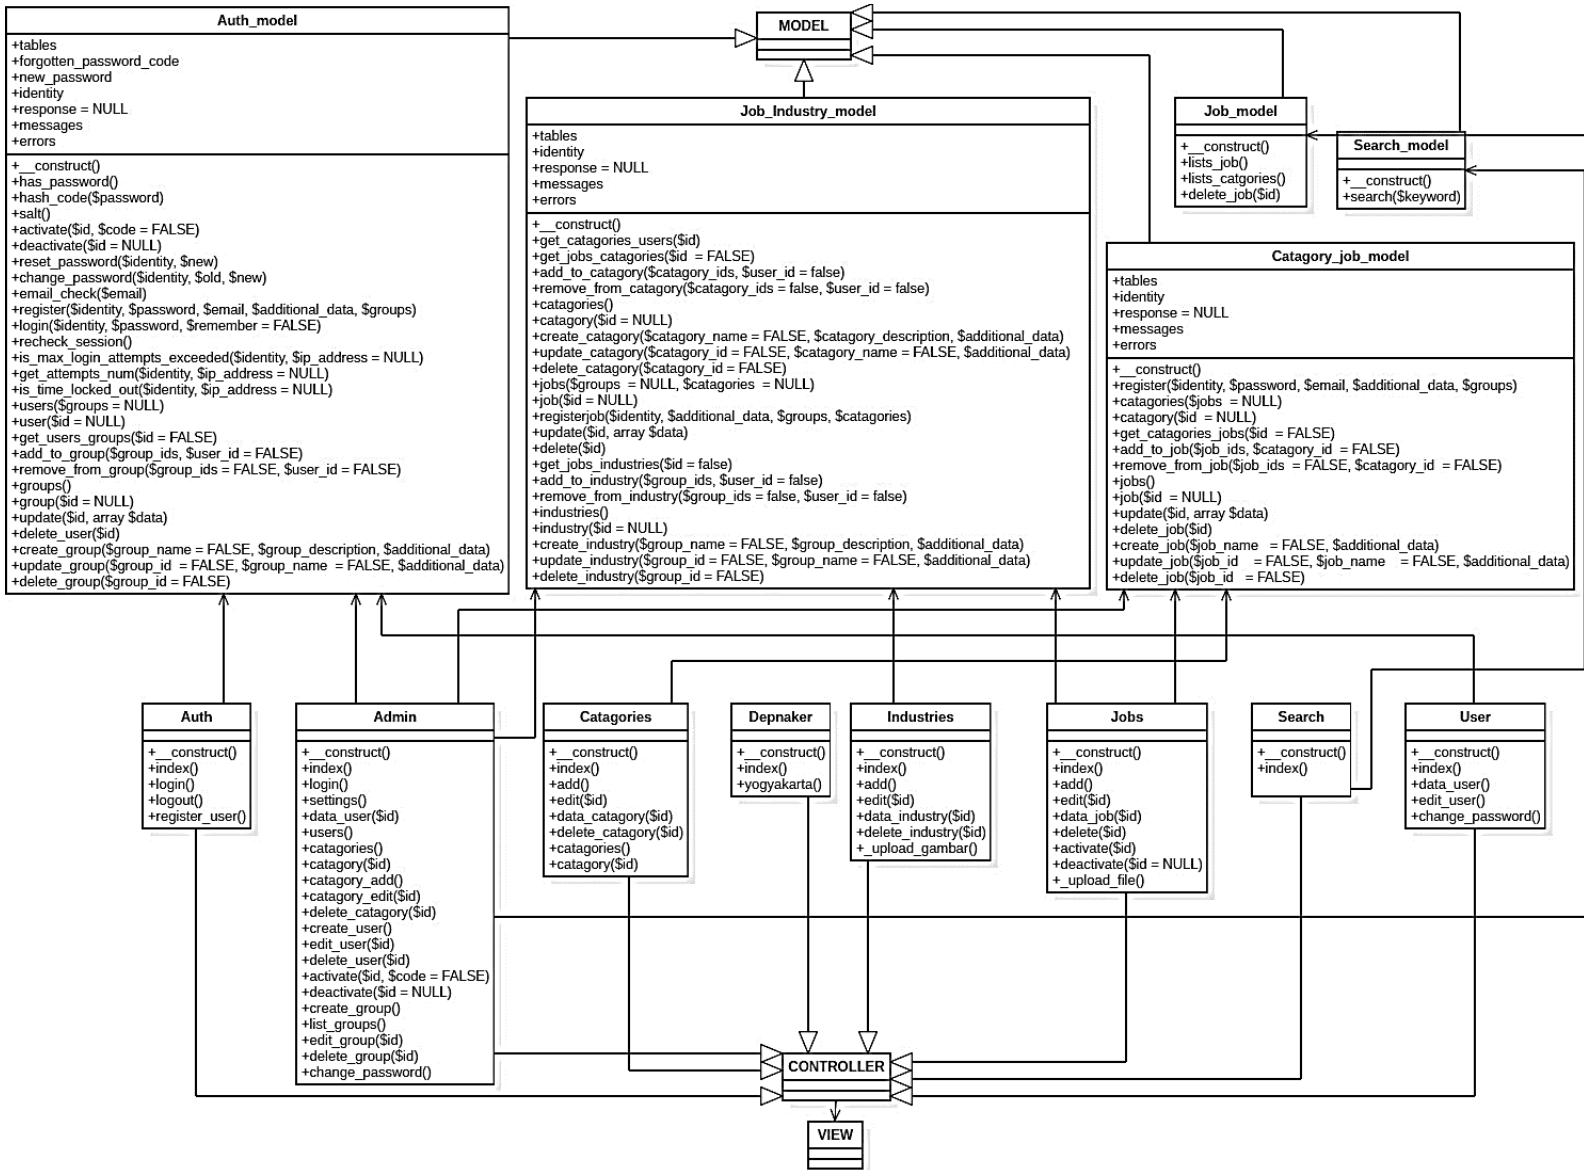 Auth_model
+tables
+forgotten_password_code
+new_password
+identity
+response = NULL
+messages
+errors
+__construct()
+has_password()
+hash_code($password)
+salt()
+activate($id, $code = FALSE)
+deactivate($id = NULL)
+reset_password($identity, $new)
+change_password($identity, $old, $new)
+email_check($email)
+register($identity, $password, $email, $additional_data, $groups)
+login($identity, $password, $remember = FALSE)
+recheck_session()
+is_max_login_attempts_exceeded($identity, $ip_address = NULL)
+get_attempts_num($identity, $ip_address = NULL)
+is_time_locked_out($identity, $ip_address = NULL)
+users($groups = NULL)
+user($id = NULL)
+get_users_groups($id = FALSE)
+add_to_group($group_ids, $user_id = FALSE)
+remove_from_group($group_ids = FALSE, $user_id = FALSE)
+groups()
+group($id = NULL)
+update($id, array $data)
+delete_user($id)
+create_group($group_name = FALSE, $group_description, $additional_data)
+update_group($group_id = FALSE, $group_name = FALSE, $additional_data)
+delete_group($group_id = FALSE)
MODEL
Job_Industry_model
+tables
+identity
+response = NULL
+messages
+errors
+__construct()
+get_catagories_users($id)
+get_jobs_catagories($id = FALSE)
+add_to_catagory($catagory_ids, $user_id = false)
+remove_from_catagory($catagory_ids = false, $user_id = false)
+catagories()
+catagory($id = NULL)
+create_catagory($catagory_name = FALSE, $catagory_description, $additional_data)
+update_catagory($catagory_id = FALSE, $catagory_name = FALSE, $additional_data)
+delete_catagory($catagory_id = FALSE)
+jobs($groups = NULL, $catagories = NULL)
+job($id = NULL)
+registerjob($identity, $additional_data, $groups, $catagories)
+update($id, array $data)
+delete($id)
+get_jobs_industries($id = false)
+add_to_industry($group_ids, $user_id = false)
+remove_from_industry($group_ids = false, $user_id = false)
+industries()
+industry($id = NULL)
+create_industry($group_name = FALSE, $group_description, $additional_data)
+update_industry($group_id = FALSE, $group_name = FALSE, $additional_data)
+delete_industry($group_id = FALSE)
Job_model
+__construct()
+lists_job()
+lists_catgories()
+delete_job($id)
Search_model
+__construct()
+search($keyword)
Catagory_job_model
+tables
+identity
+response = NULL
+messages
+errors
+__construct()
+register($identity, $password, $email, $additional_data, $groups)
+catagories($jobs = NULL)
+catagory($id = NULL)
+get_catagories_jobs($id = FALSE)
+add_to_job($job_ids, $catagory_id = FALSE)
+remove_from_job($job_ids = FALSE, $catagory_id = FALSE)
+jobs()
+job($id = NULL)
+update($id, array $data)
+delete_job($id)
+create_job($job_name = FALSE, $additional_data)
+update_job($job_id = FALSE, $job_name = FALSE, $additional_data)
+delete_job($job_id = FALSE)
Auth
+__construct()
+index()
+login()
+logout()
+register_user()
Admin
+__construct()
+index()
+login()
+settings()
+data_user($id)
+users()
+catagories()
+catagory($id)
+catagory_add()
+catagory_edit($id)
+delete_catagory($id)
+create_user()
+edit_user($id)
+delete_user($id)
+activate($id, $code = FALSE)
+deactivate($id = NULL)
+create_group()
+list_groups()
+edit_group($id)
+delete_group($id)
+change_password()
Catagories
+__construct()
+index()
+add()
+edit($id)
+data_catagory($id)
+delete_catagory($id)
+catagories()
+catagory($id)
Depnaker
+__construct()
+index()
+yogyakarta()
Industries
+__construct()
+index()
+add()
+edit($id)
+data_industry($id)
+delete_industry($id)
+_upload_gambar()
Jobs
+__construct()
+index()
+add()
+edit($id)
+data_job($id)
+delete($id)
+activate($id)
+deactivate($id = NULL)
+_upload_file()
Search
+__construct()
+index()
User
+__construct()
+index()
+data_user()
+edit_user()
+change_password()
CONTROLLER
VIEW